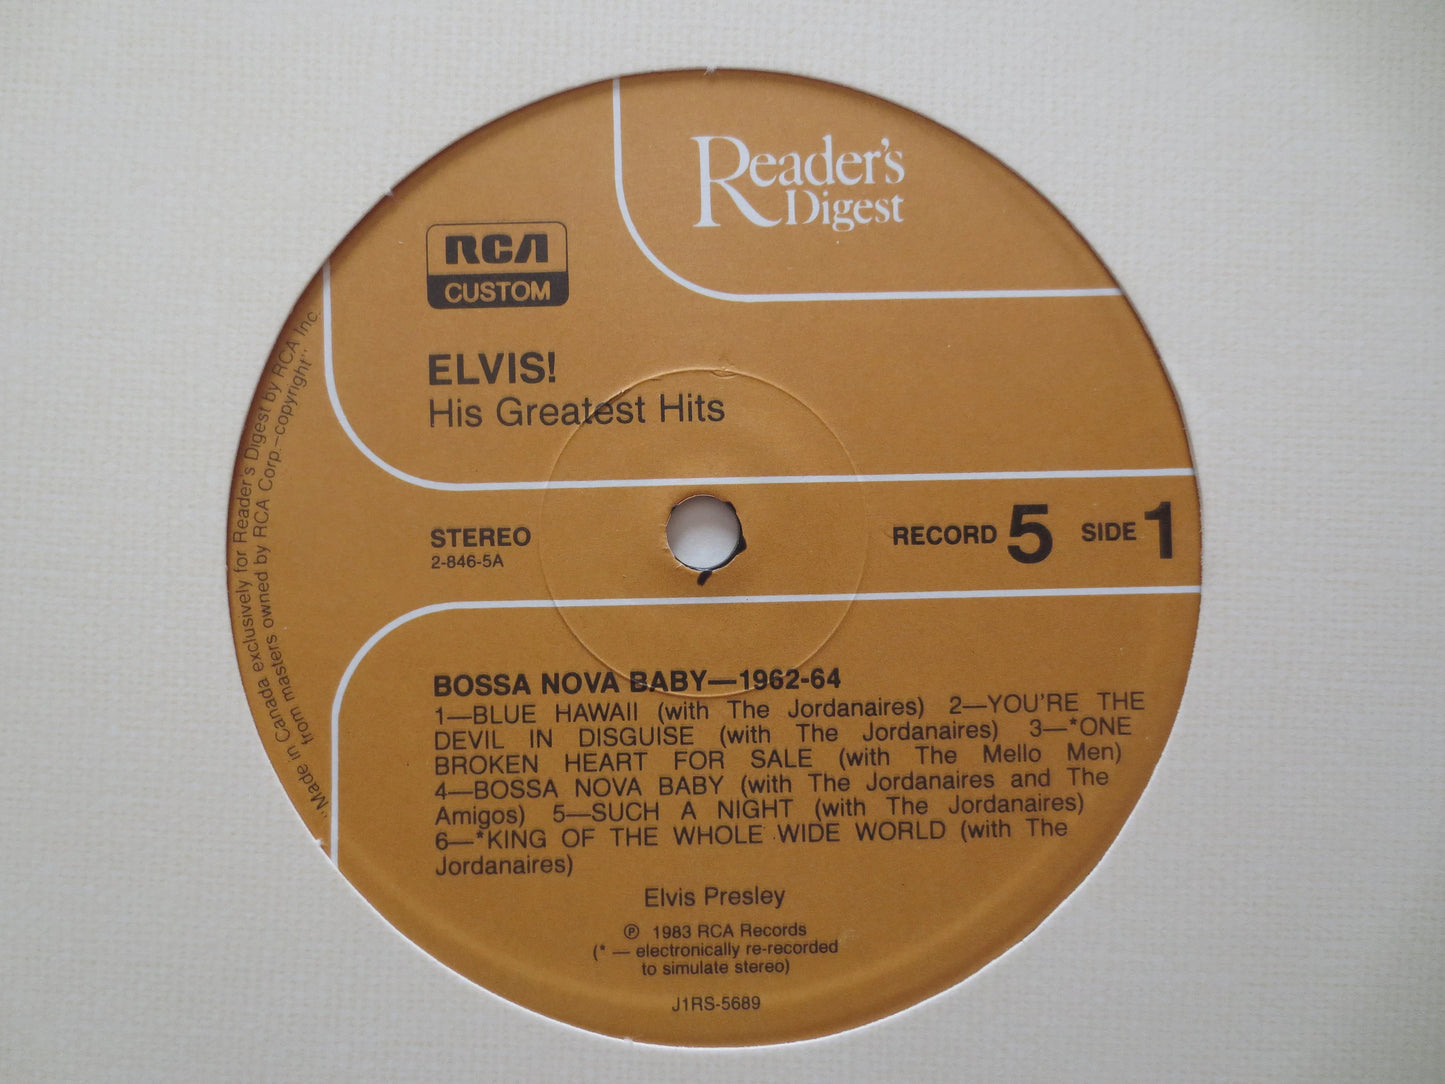 Reader's
Digest
RCA
CUSTOM
ELVIS!
His Greatest Hits
STEREO
2-846-5A
RECORD 5 SIDE 1
BOSSA NOVA BABY—1962-64
1—BLUE HAWAII (with The Jordanaires) 2—YOU'RE THE
DEVIL IN DISGUISE (with The Jordanaires) 3—*ONE
BROKEN HEART FOR SALE (with The Mello Men)
4—BOSSA NOVA BABY (with The Jordanaires and The
Amigos) 5—SUCH A NIGHT (with The Jordanaires)
6—*KING OF THE WHOLE WIDE WORLD (with The
Jordanaires)
Elvis Presley
℗ 1983 RCA Records
(* — electronically re-recorded
to simulate stereo)
J1RS-5689
"Made in Canada exclusively for Reader's Digest by RCA Inc.
from masters owned by RCA Corp.–copyright"